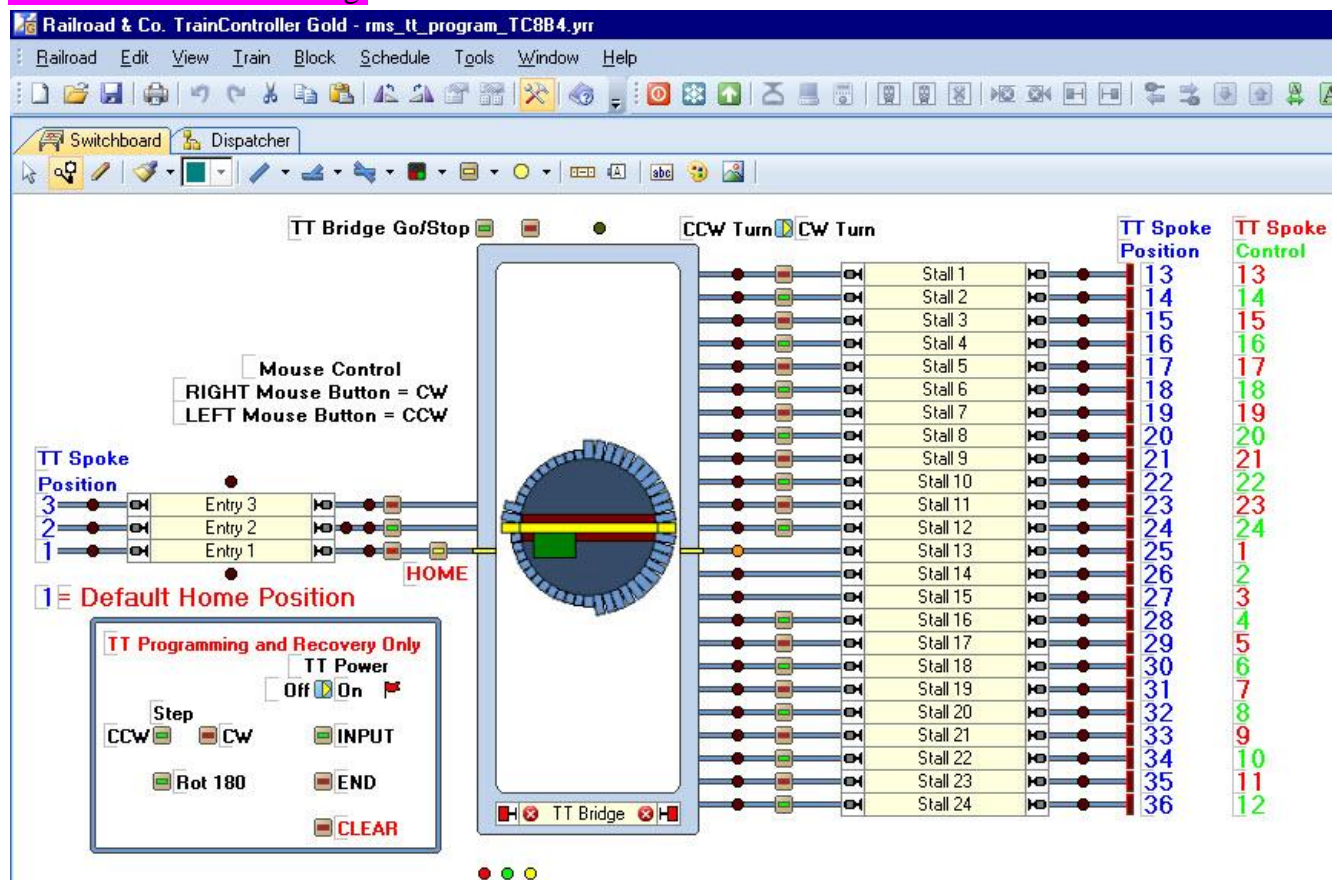 Railroad & Co. TrainController Gold - rms_tt_program_TC8B4.yrr
Railroad Edit View Train Block Schedule Tools Window Help
Switchboard Dispatcher
abc
TT Bridge Go/Stop CCW Turn CW Turn TT Spoke TT Spoke
Position Control
Stall 1 13 13
Stall 2 14 14
Stall 3 15 15
Stall 4 16 16
Mouse Control Stall 5 17 17
RIGHT Mouse Button = CW Stall 6 18 18
LEFT Mouse Button = CCW Stall 7 19 19
Stall 8 20 20
TT Spoke Stall 9 21 21
Position Stall 10 22 22
3 Entry 3 Stall 11 23 23
2 Entry 2 Stall 12 24 24
1 Entry 1 Stall 13 25 1
HOME Stall 14 26 2
1 = Default Home Position Stall 15 27 3
Stall 16 28 4
TT Programming and Recovery Only Stall 17 29 5
TT Power Stall 18 30 6
Off On Stall 19 31 7
Step Stall 20 32 8
CCW CW INPUT Stall 21 33 9
Stall 22 34 10
Rot 180 END Stall 23 35 11
TT Bridge Stall 24 36 12
CLEAR